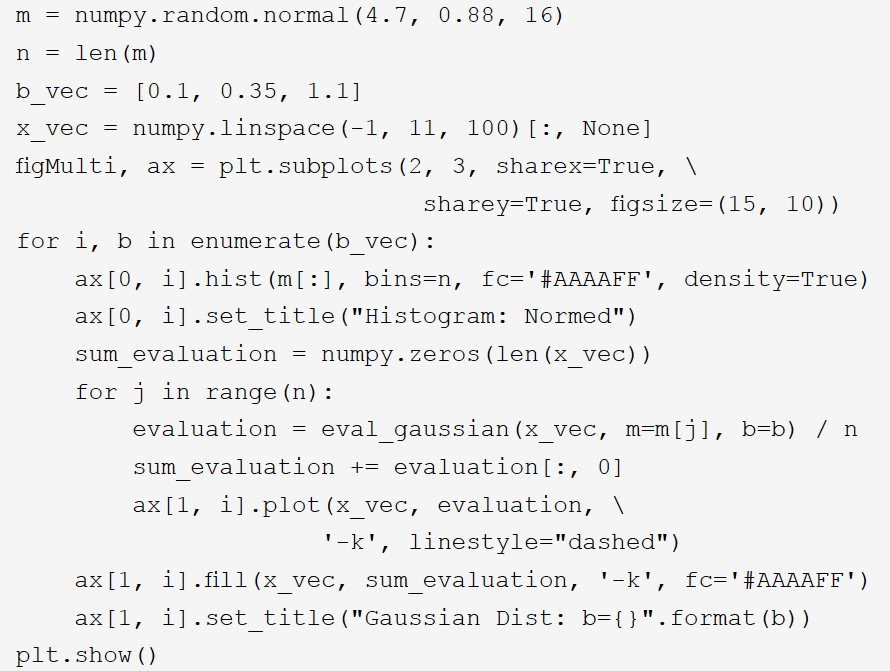 m = numpy.random.normal(4.7, 0.88, 16)
n = len(m)
b_vec = [0.1, 0.35, 1.1]
x_vec = numpy.linspace(-1, 11, 100)[:, None]
figMulti, ax = plt.subplots(2, 3, sharex=True, \
sharey=True, figsize=(15, 10))
for i, b in enumerate(b_vec):
    ax[0, i].hist(m[:], bins=n, fc='#AAAAFF', density=True)
    ax[0, i].set_title("Histogram: Normed")
    sum_evaluation = numpy.zeros(len(x_vec))
    for j in range(n):
        evaluation = eval_gaussian(x_vec, m=m[j], b=b) / n
        sum_evaluation += evaluation[:, 0]
        ax[1, i].plot(x_vec, evaluation, \
                     '-k', linestyle="dashed")
    ax[1, i].fill(x_vec, sum_evaluation, '-k', fc='#AAAAFF')
    ax[1, i].set_title("Gaussian Dist: b={}".format(b))
plt.show()